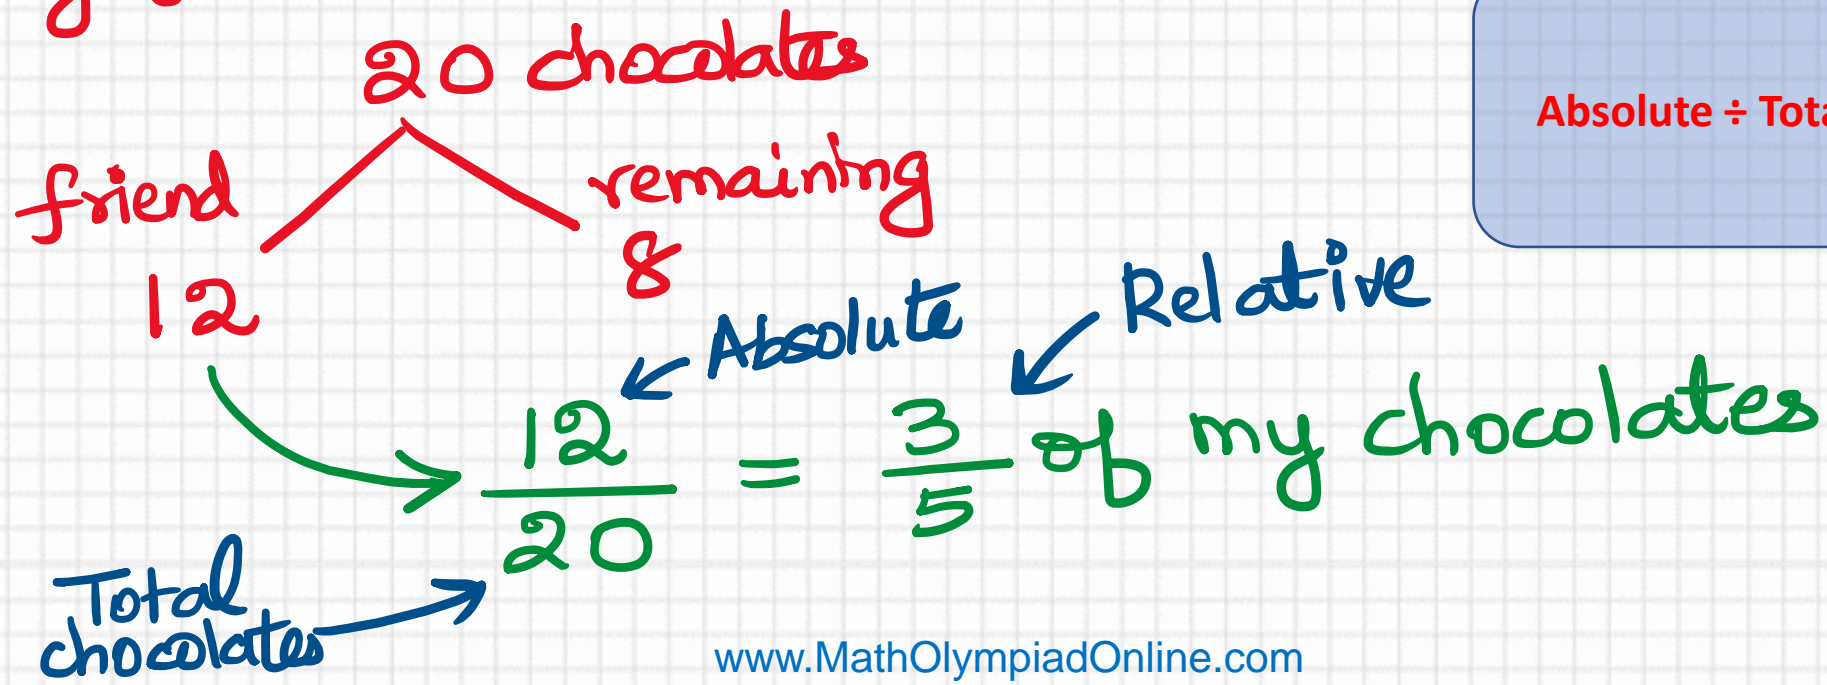 20 chocolates
Absolute ÷
friend
remaining
12
8
Absolute
Relative
12/20 = 3/5 of my chocolates
Total
chocolates
www.MathOlympiadOnline.com